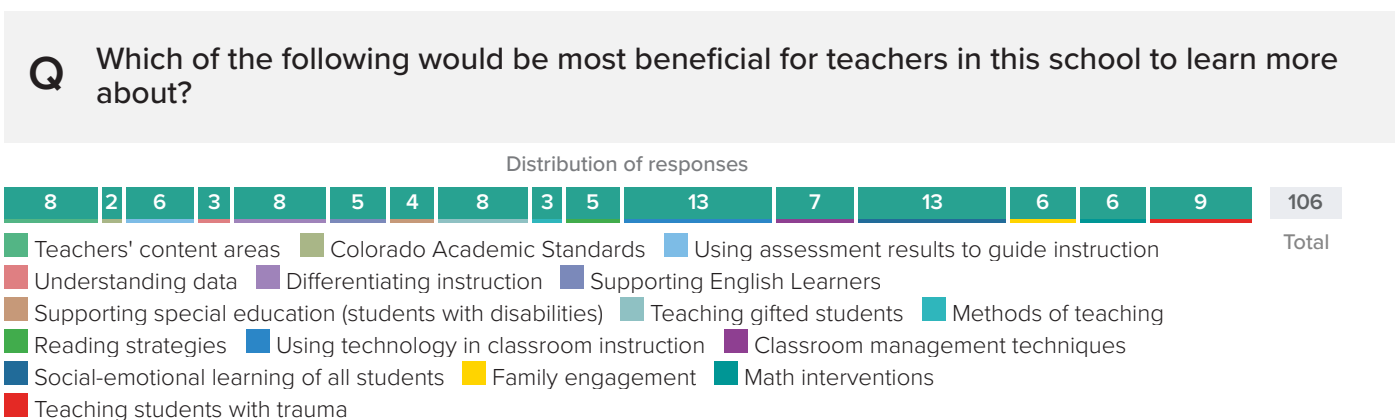 Q Which of the following would be most beneficial for teachers in this school to learn more
about?
Distribution of responses
8 2 6 3 8 5 4 8 3 5 13 7 13 6 6 9 106
Total
Teachers' content areas Colorado Academic Standards Using assessment results to guide instruction
Understanding data Differentiating instruction Supporting English Learners
Supporting special education (students with disabilities) Teaching gifted students Methods of teaching
Reading strategies Using technology in classroom instruction Classroom management techniques
Social-emotional learning of all students Family engagement Math interventions
Teaching students with trauma